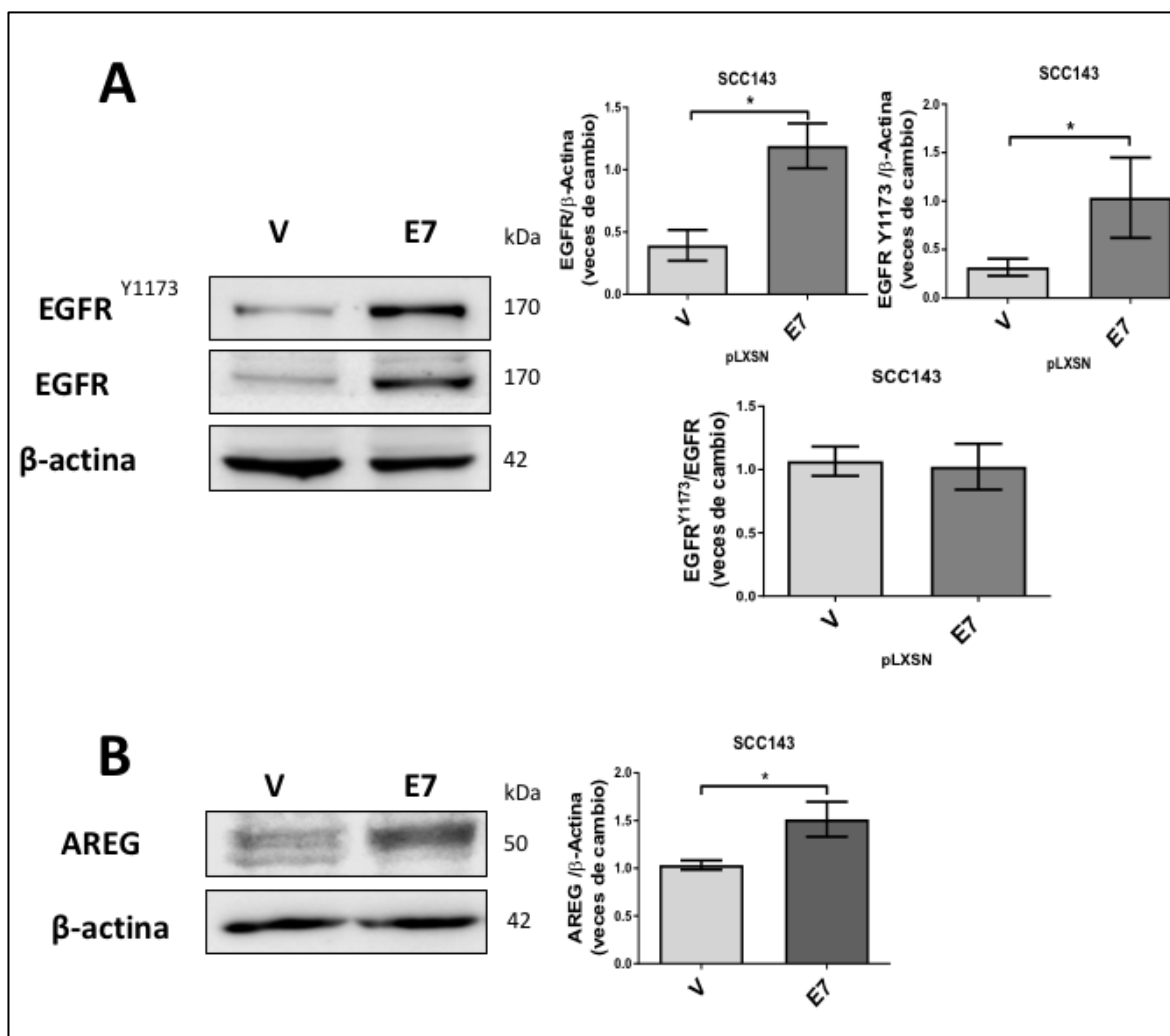 A
V E7 kDa
EGFR Y1173 170
EGFR 170
β-actina 42
SCC143
EGFR/β-Actina
(veces de cambio)
1.5
1.0
0.5
0.0
*
V E7
pLXSN
SCC143
EGFR Y1173 /β-Actina
(veces de cambio)
2.0
1.5
1.0
0.5
0.0
*
V E7
pLXSN
SCC143
EGFR Y1173/EGFR
(veces de cambio)
1.5
1.0
0.5
0.0
V E7
pLXSN
B
V E7 kDa
AREG 50
β-actina 42
SCC143
AREG /β-Actina
(veces de cambio)
2.0
1.5
1.0
0.5
0.0
*
V E7